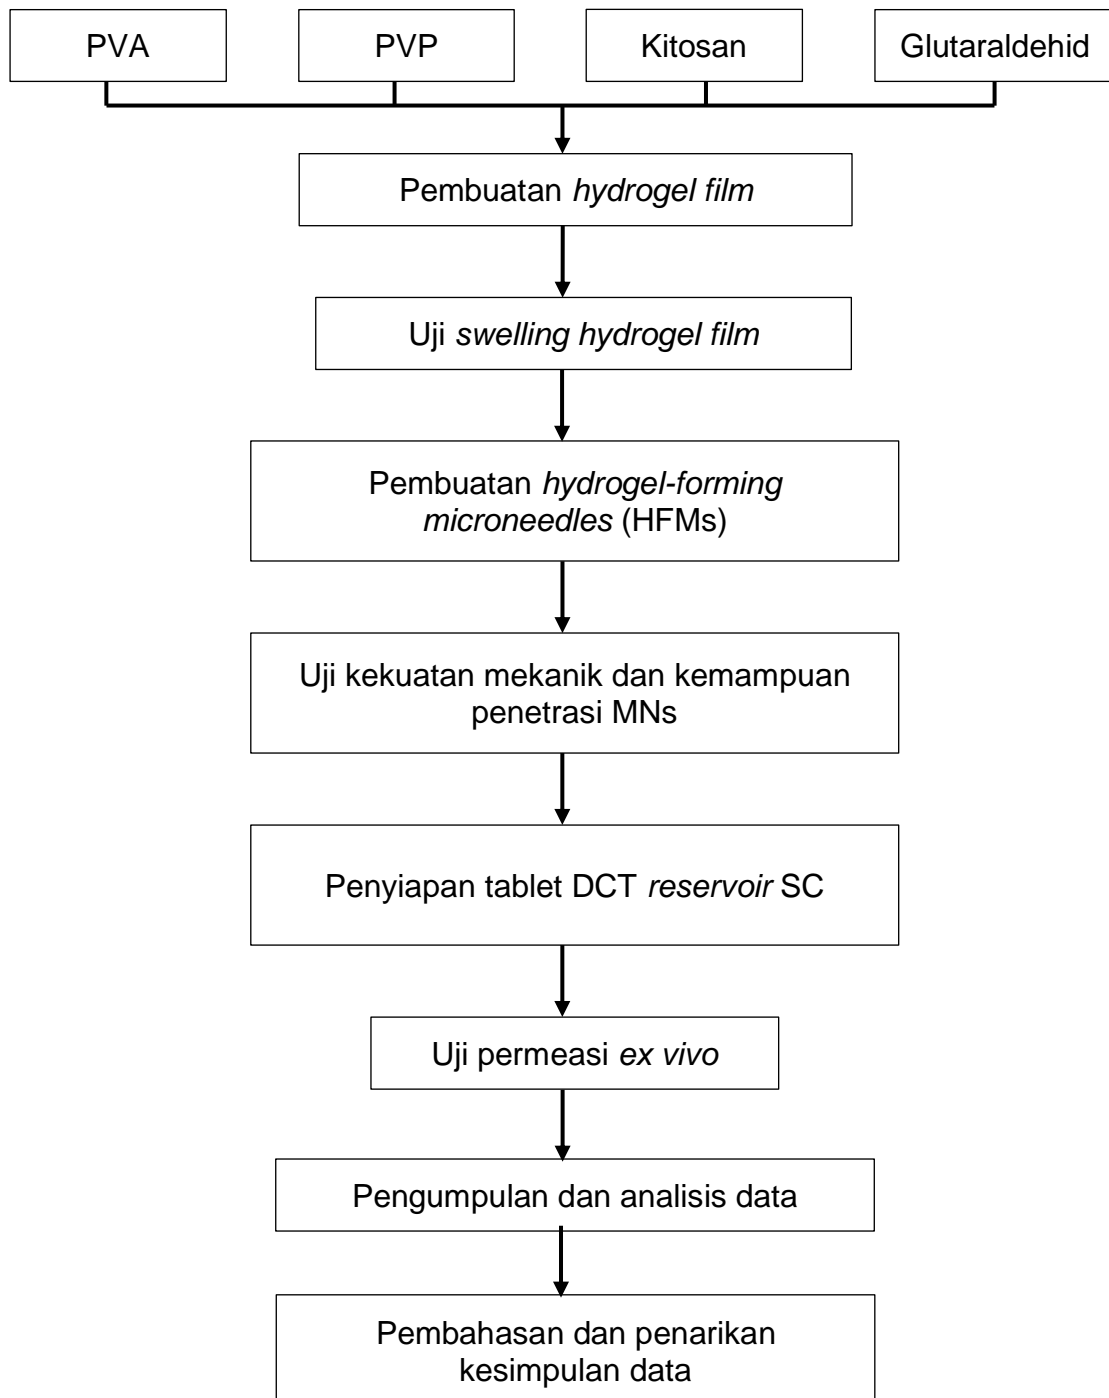 PVA
PVP
Kitosan
Glutaraldehid
Pembuatan hydrogel film
Uji swelling hydrogel film
Pembuatan hydrogel-forming
microneedles (HFMs)
Uji kekuatan mekanik dan kemampuan
penetrasi MNs
Penyiapan tablet DCT reservoir SC
Uji permeasi ex vivo
Pengumpulan dan analisis data
Pembahasan dan penarikan
kesimpulan data